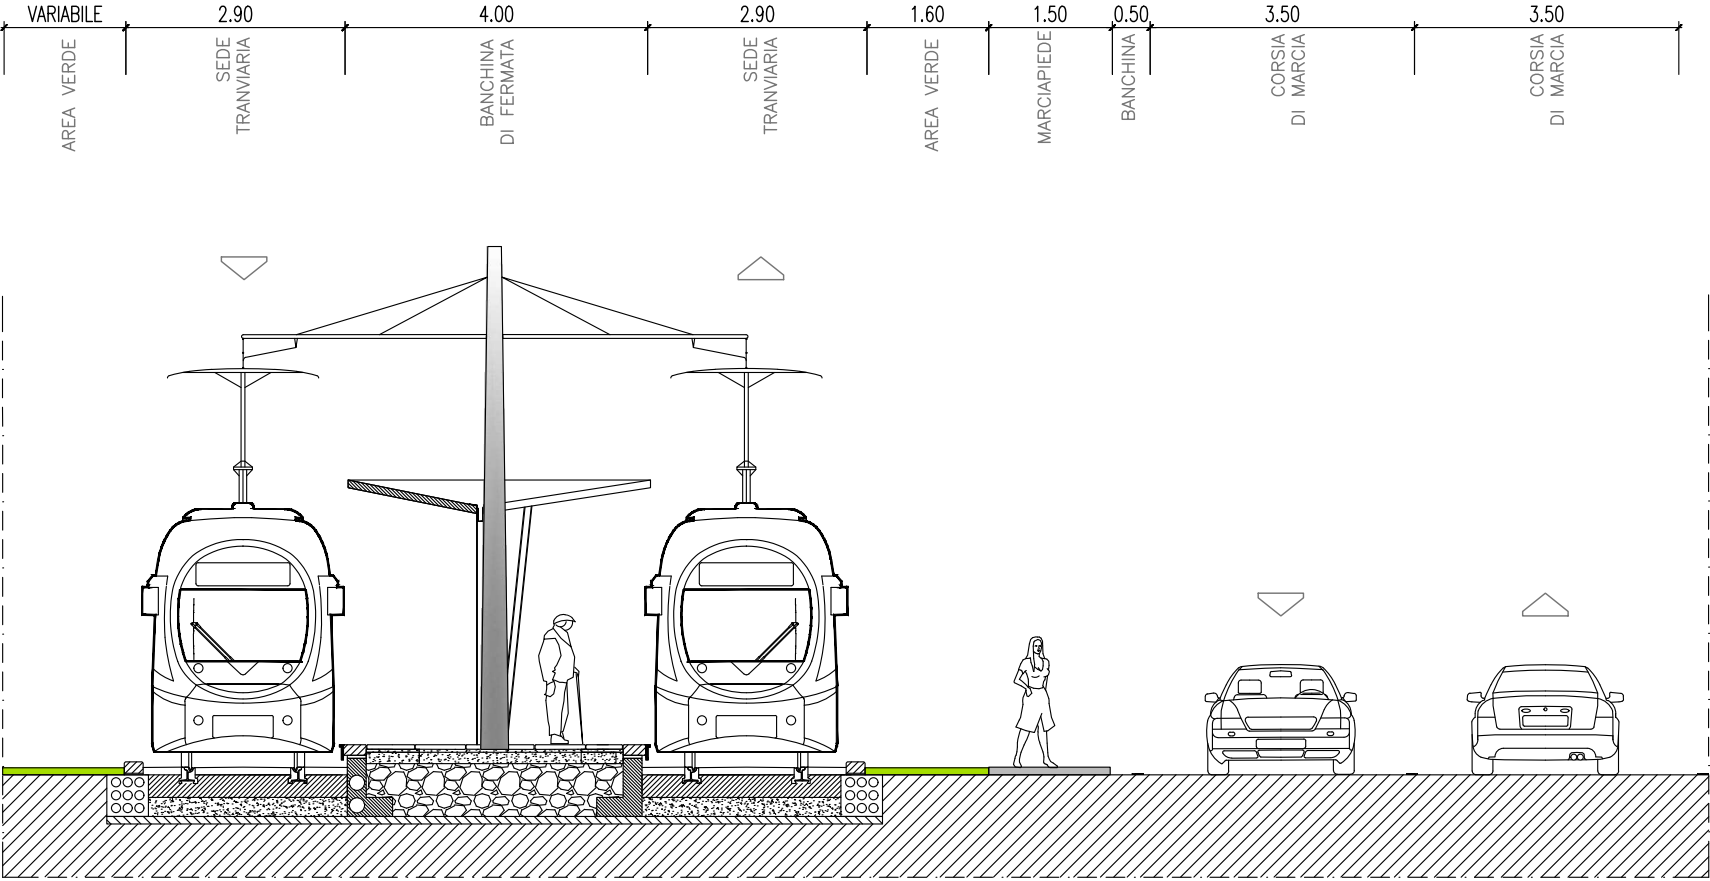 VARIABILE
2.90
4.00
2.90
1.60
1.50
0.50
3.50
3.50
AREA VERDE
SEDE
TRANVIARIA
BANCHINA
DI FERMATA
SEDE
TRANVIARIA
AREA VERDE
MARCIAPIEDE
BANCHINA
CORSIA
DI MARCIA
CORSIA
DI MARCIA